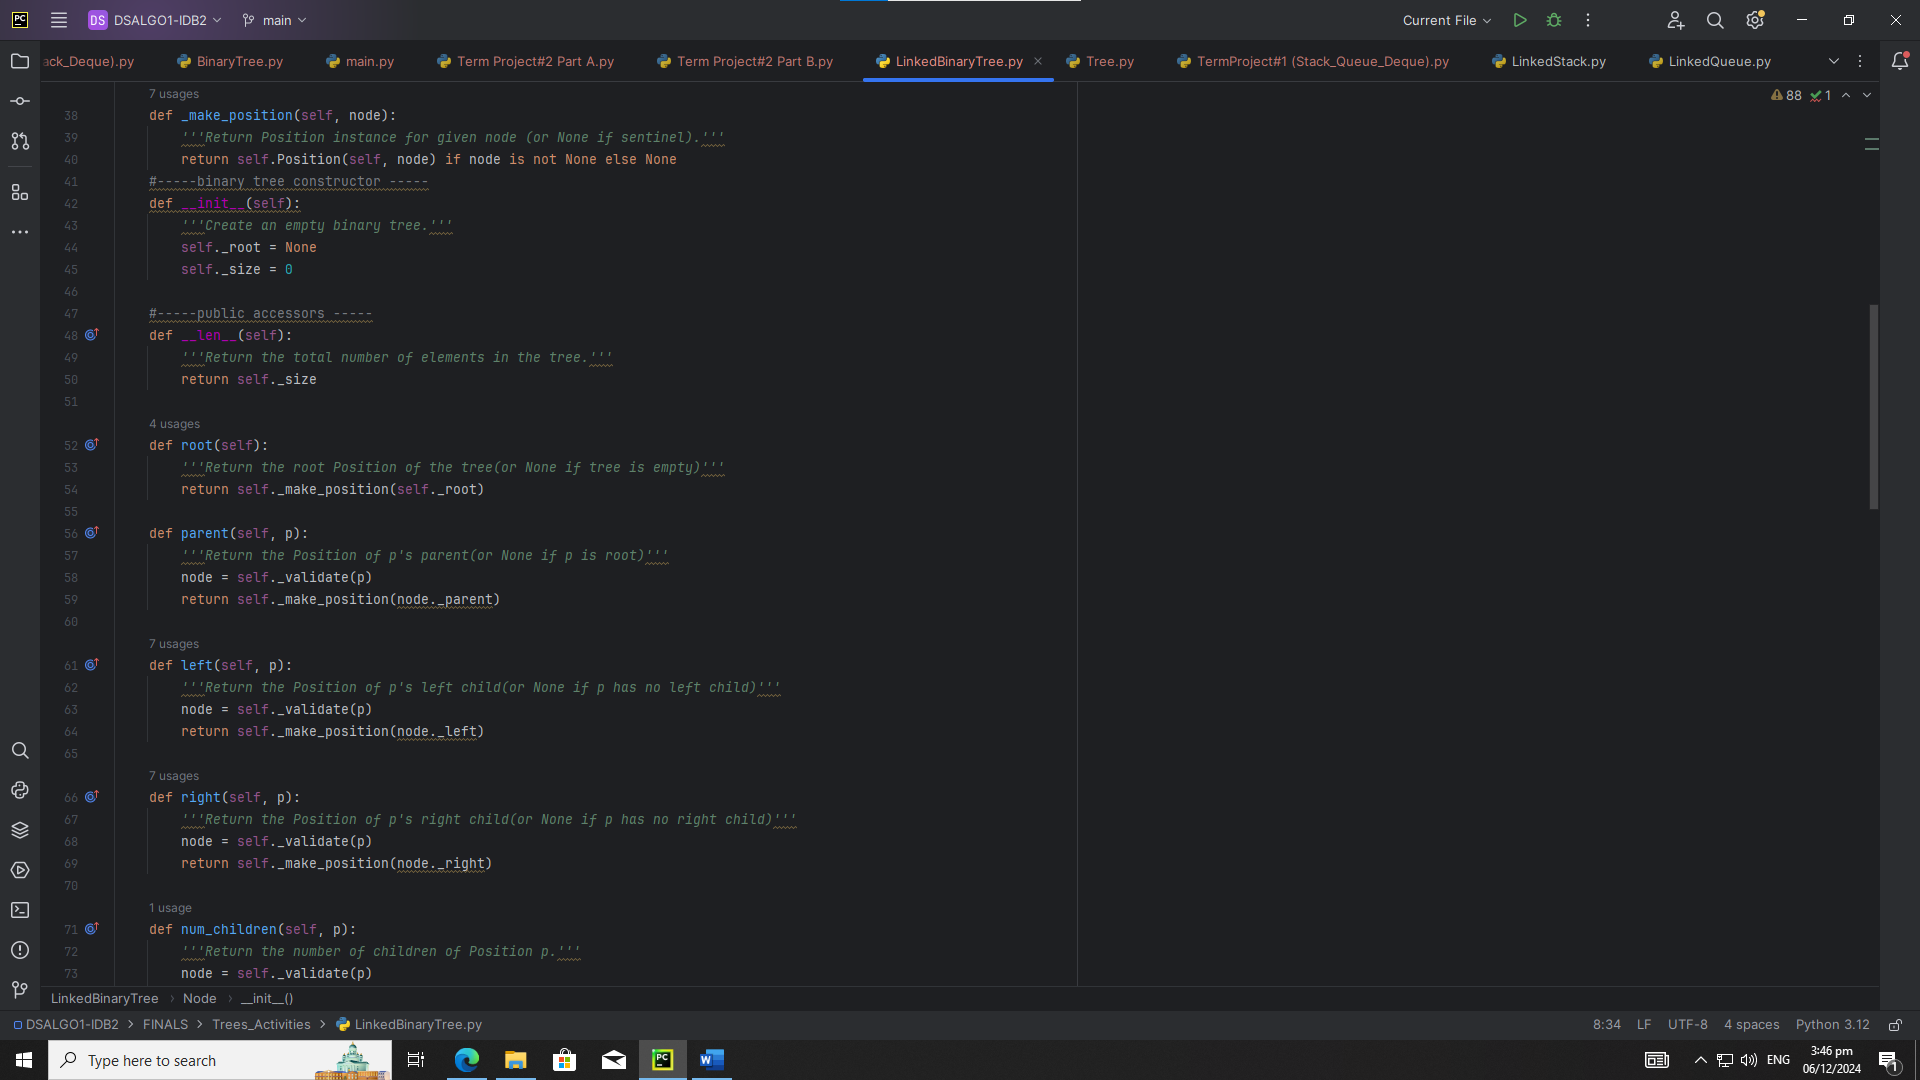 PC DS DSALGO1-IDB2 main Current File
ack_Deque).py BinaryTree.py main.py Term Project#2 Part A.py Term Project#2 Part B.py LinkedBinaryTree.py Tree.py TermProject#1 (Stack_Queue_Deque).py LinkedStack.py LinkedQueue.py
88 1
7 usages
38 def _make_position(self, node):
39 '''Return Position instance for given node (or None if sentinel).'''
40 return self.Position(self, node) if node is not None else None
41 #-----binary tree constructor -----
42 def __init__(self):
43 '''Create an empty binary tree.'''
44 self._root = None
45 self._size = 0
46
47 #-----public accessors -----
48 def __len__(self):
49 '''Return the total number of elements in the tree.'''
50 return self._size
51
4 usages
52 def root(self):
53 '''Return the root Position of the tree(or None if tree is empty)'''
54 return self._make_position(self._root)
55
56 def parent(self, p):
57 '''Return the Position of p's parent(or None if p is root)'''
58 node = self._validate(p)
59 return self._make_position(node._parent)
60
7 usages
61 def left(self, p):
62 '''Return the Position of p's left child(or None if p has no left child)'''
63 node = self._validate(p)
64 return self._make_position(node._left)
65
7 usages
66 def right(self, p):
67 '''Return the Position of p's right child(or None if p has no right child)'''
68 node = self._validate(p)
69 return self._make_position(node._right)
70
1 usage
71 def num_children(self, p):
72 '''Return the number of children of Position p.'''
73 node = self._validate(p)
LinkedBinaryTree › Node › __init__()
DSALGO1-IDB2 > FINALS > Trees_Activities > LinkedBinaryTree.py 8:34 LF UTF-8 4 spaces Python 3.12
Type here to search PC W ENG 3:46 pm
06/12/2024 1